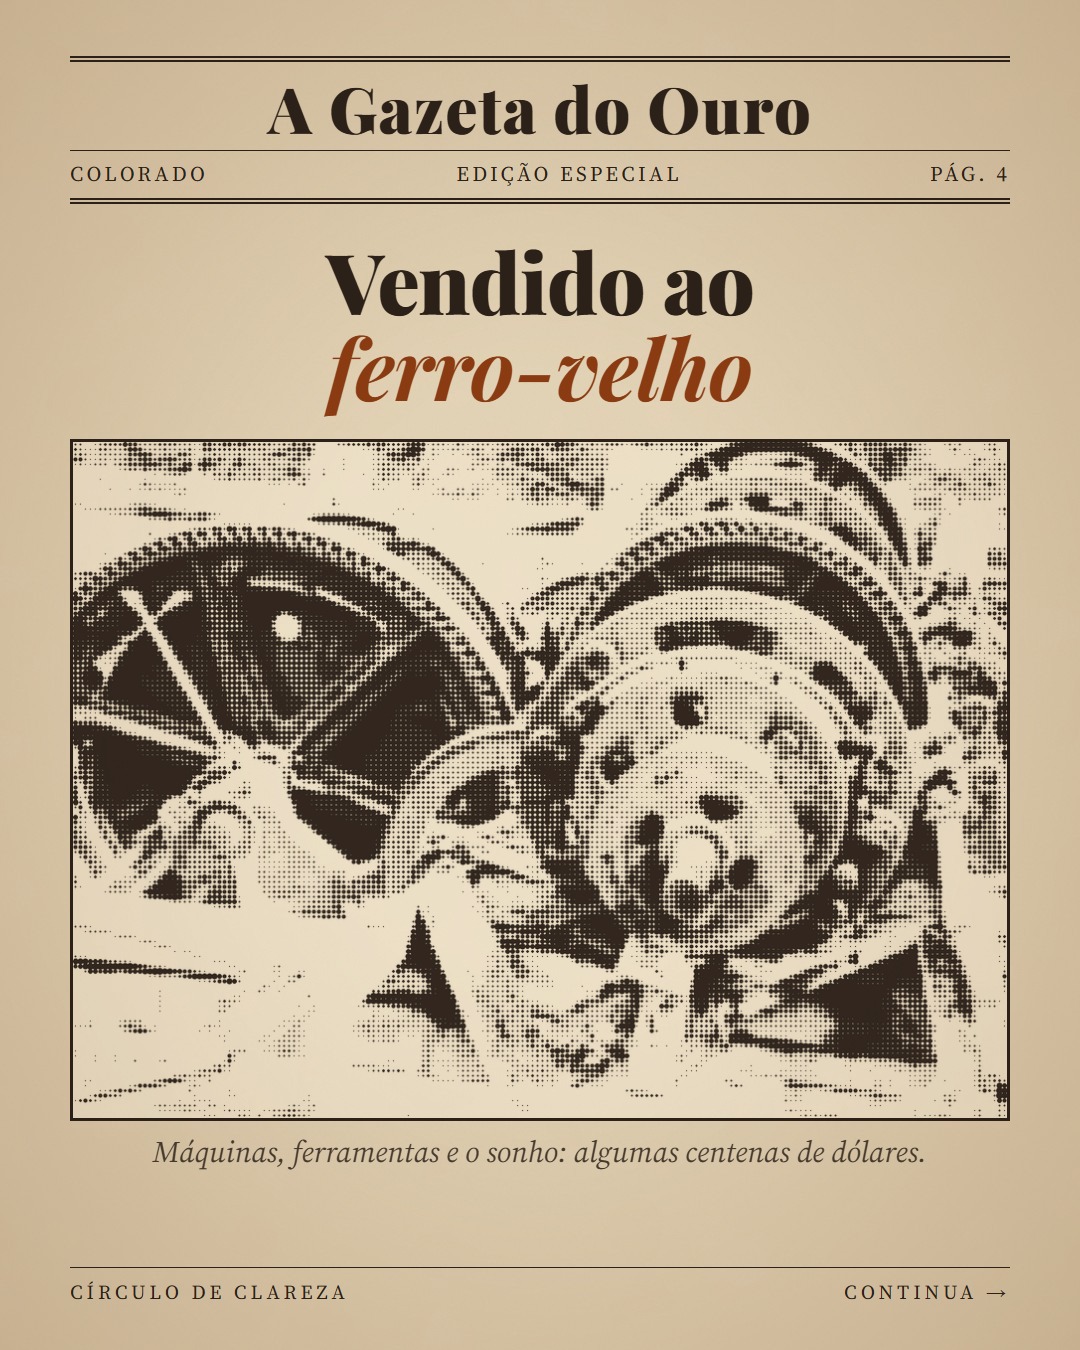 A Gazeta do Ouro
COLORADO EDIÇÃO ESPECIAL PÁG. 4
Vendido ao
ferro-velho
Máquinas, ferramentas e o sonho: algumas centenas de dólares.
CÍRCULO DE CLAREZA CONTINUA →